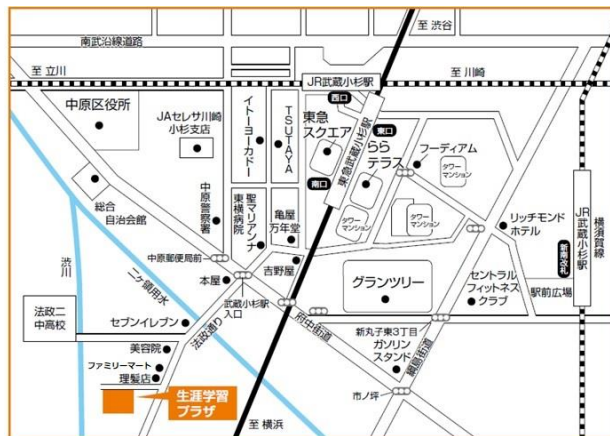 至 渋谷
南武沿線道路
至 立川
JR武蔵小杉駅
至 川崎
中原区役所
JAセレサ川崎
小杉支店
イトーヨーカドー
TSUTAYA
西口
東急
スクエア
東急武蔵小杉駅
東口
らら
テラス
フーディアム
タワー
マンション
南口
タワー
マンション
タワー
マンション
リッチモンド
ホテル
横須賀線
JR武蔵小杉駅
新南改札
総合
自治会館
中原警察署
聖マリアンナ
東横病院
亀屋
万年堂
中原郵便局前
吉野屋
グランツリー
セントラル
フィットネス
クラブ
駅前広場
渋川
二ヶ領用水
本屋
武蔵小杉駅
入口
法政二
中高校
セブンイレブン
法政通り
府中街道
新丸子東3丁目
ガソリン
スタンド
綱島街道
美容院
ファミリーマート
理髪店
市ノ坪
生涯学習
プラザ
至 横浜